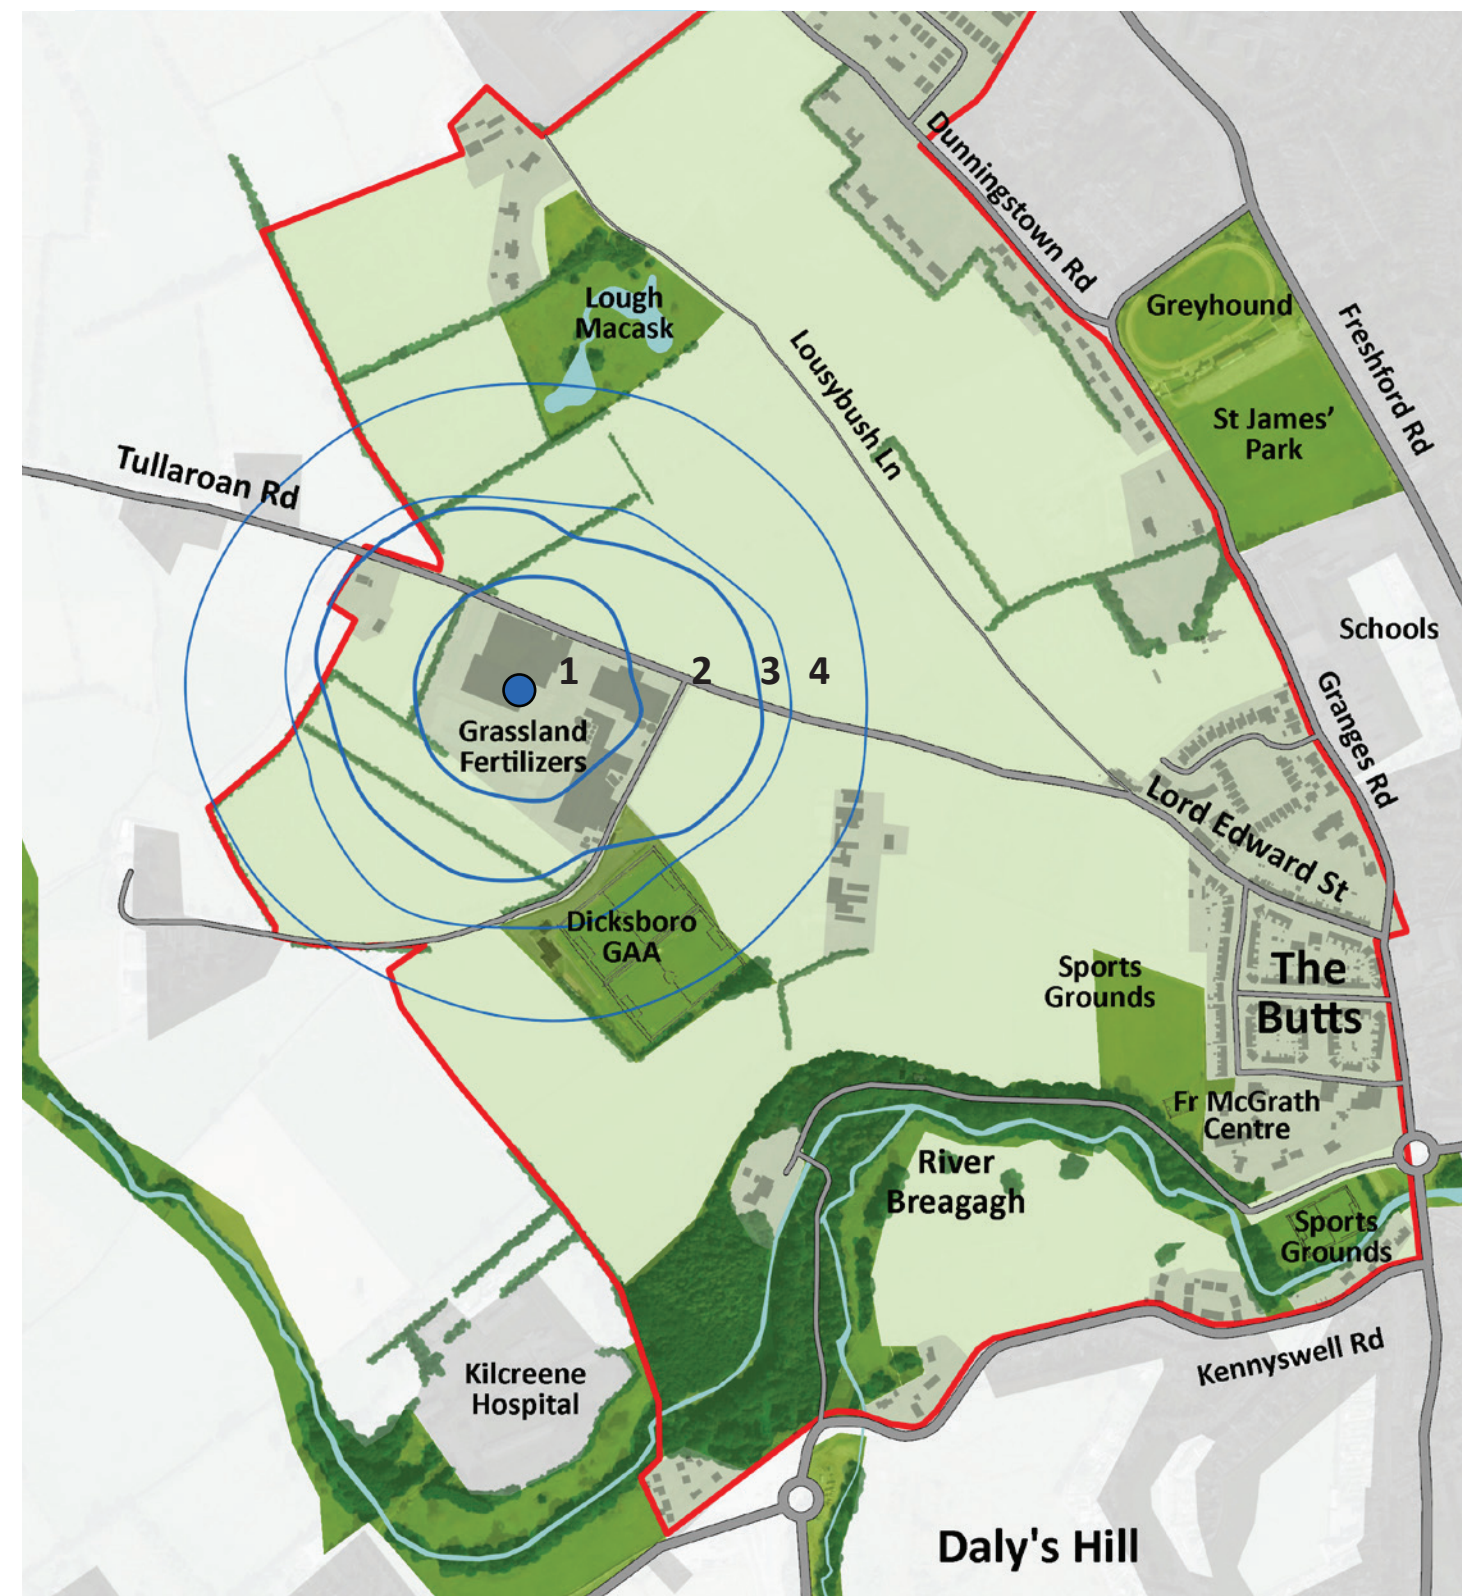 Dunningstown Rd
Greyhound
Lough
Macask
Freshford Rd
Lousybush Ln
St James’
Park
Tullaroan Rd
Schools
1
2
3
4
Grassland
Fertilizers
Granges Rd
Lord Edward St
Dicksboro
GAA
Sports
Grounds
The
Butts
Fr McGrath
Centre
River
Breagagh
Sports
Grounds
Kilcreene
Hospital
Kennyswell Rd
Daly's Hill